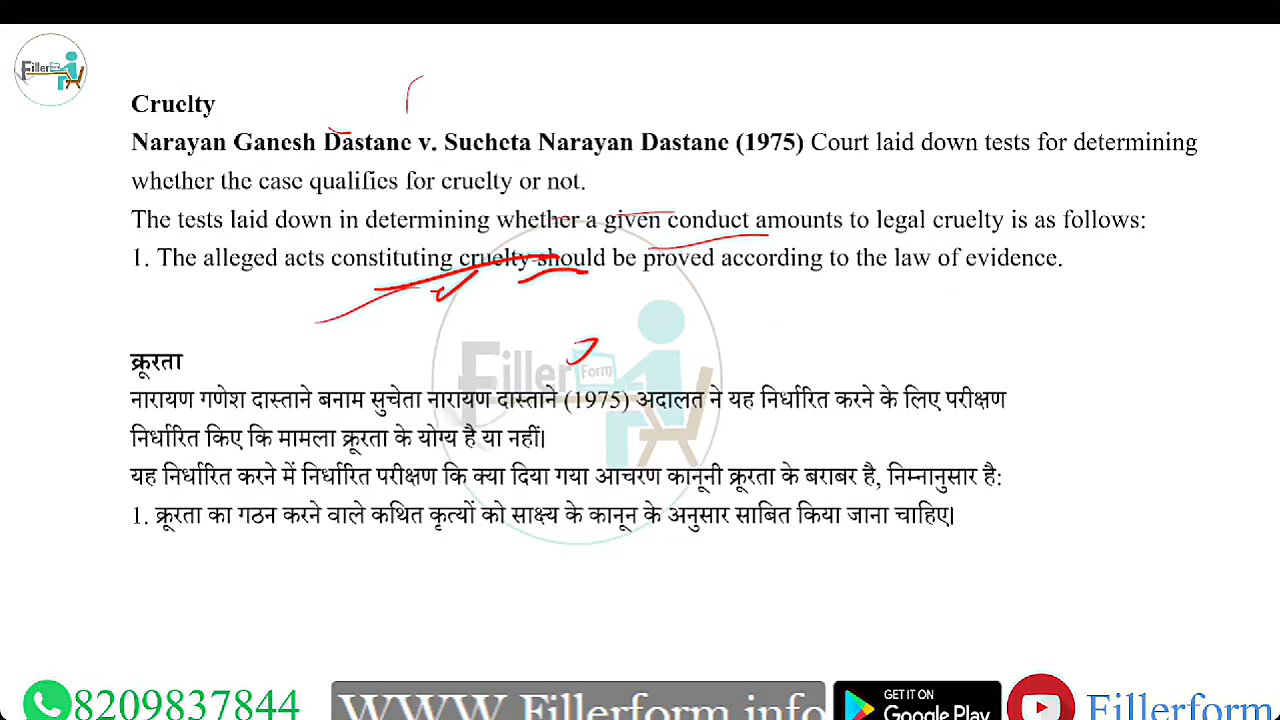 Filler
Form
Cruelty
Narayan Ganesh Dastane v. Sucheta Narayan Dastane (1975) Court laid down tests for determining
whether the case qualifies for cruelty or not.
The tests laid down in determining whether a given conduct amounts to legal cruelty is as follows:
1. The alleged acts constituting cruelty should be proved according to the law of evidence.
Filler
Form
क्रूरता
नारायण गणेश दास्ताने बनाम सुचेता नारायण दास्ताने (1975) अदालत ने यह निर्धारित करने के लिए परीक्षण
निर्धारित किए कि मामला क्रूरता के योग्य है या नहीं।
यह निर्धारित करने में निर्धारित परीक्षण कि क्या दिया गया आचरण कानूनी क्रूरता के बराबर है, निम्नानुसार है:
1. क्रूरता का गठन करने वाले कथित कृत्यों को साक्ष्य के कानून के अनुसार साबित किया जाना चाहिए।
8209837844
WWW.Fillerform.info
GET IT ON
Google Play
Fillerform